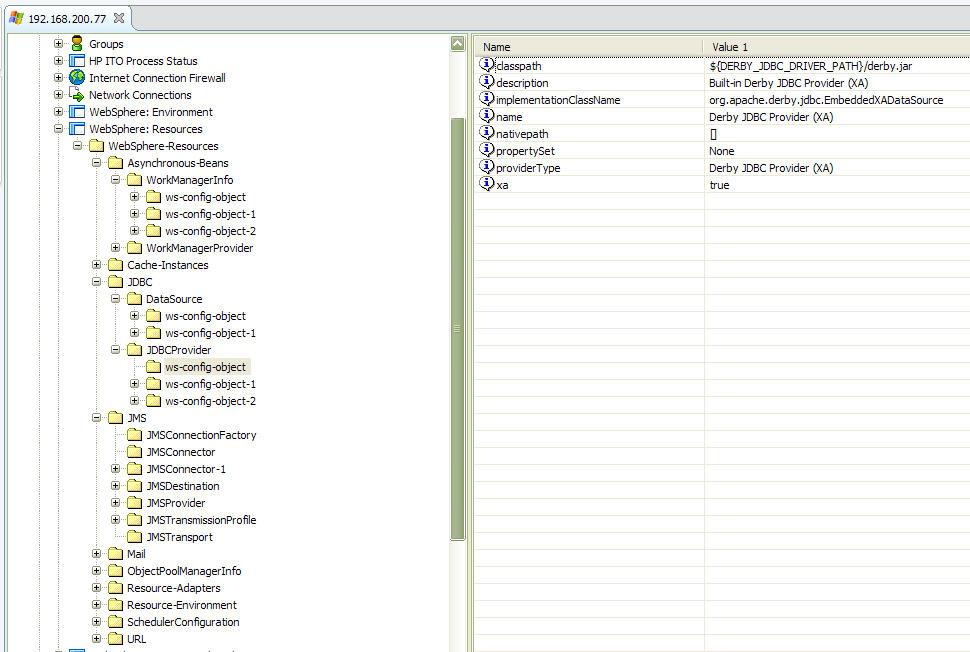 192.168.200.77
Groups
HP ITO Process Status
Internet Connection Firewall
Network Connections
WebSphere: Environment
WebSphere: Resources
WebSphere-Resources
Asynchronous-Beans
WorkManagerInfo
ws-config-object
ws-config-object-1
ws-config-object-2
WorkManagerProvider
Cache-Instances
JDBC
DataSource
ws-config-object
ws-config-object-1
JDBCProvider
ws-config-object
ws-config-object-1
ws-config-object-2
JMS
JMSConnectionFactory
JMSConnector
JMSConnector-1
JMSDestination
JMSProvider
JMSTransmissionProfile
JMSTransport
Mail
ObjectPoolManagerInfo
Resource-Adapters
Resource-Environment
SchedulerConfiguration
URL
Name Value 1
classpath ${DERBY_JDBC_DRIVER_PATH}/derby.jar
description Built-in Derby JDBC Provider (XA)
implementationClassName org.apache.derby.jdbc.EmbeddedXADataSource
name Derby JDBC Provider (XA)
nativepath []
propertySet None
providerType Derby JDBC Provider (XA)
xa true